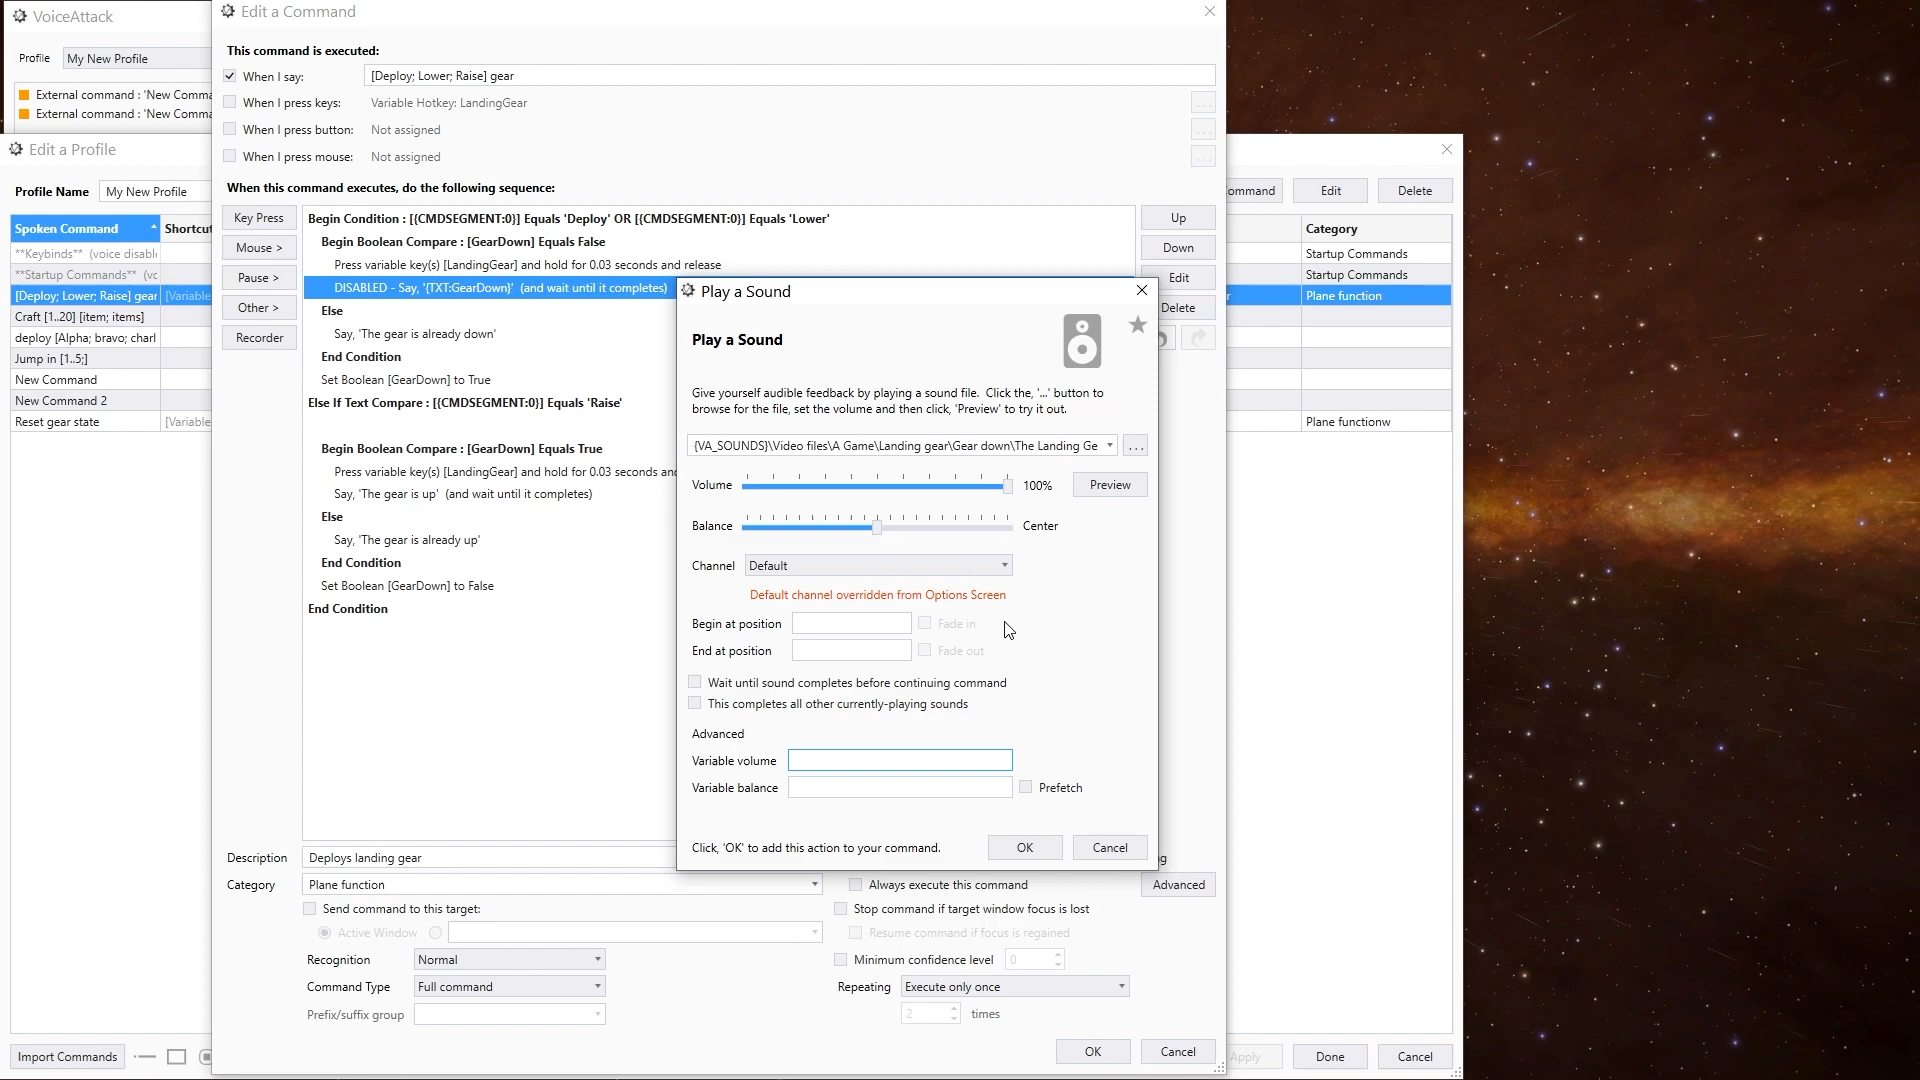 VoiceAttack
Profile
My New Profile
External command : 'New Comma
External command : 'New Comma
Edit a Profile
Profile Name
My New Profile
Spoken Command
Shortcut
**Keybinds** (voice disabl
**Startup Commands** (vc
[Deploy; Lower; Raise] gear
[Variable
Craft [1..20] [item; items]
deploy [Alpha; bravo; charl
Jump in [1..5;]
New Command
New Command 2
Reset gear state
[Variable
Import Commands
Edit a Command
This command is executed:
When I say:
[Deploy; Lower; Raise] gear
When I press keys:
Variable Hotkey: LandingGear
...
When I press button:
Not assigned
...
When I press mouse:
Not assigned
...
When this command executes, do the following sequence:
Key Press
Mouse >
Pause >
Other >
Recorder
Begin Condition : [{CMDSEGMENT:0}] Equals 'Deploy' OR [{CMDSEGMENT:0}] Equals 'Lower'
Begin Boolean Compare : [GearDown] Equals False
Press variable key(s) [LandingGear] and hold for 0.03 seconds and release
DISABLED - Say, '{TXT:GearDown}' (and wait until it completes)
Else
Say, 'The gear is already down'
End Condition
Set Boolean [GearDown] to True
Else If Text Compare : [{CMDSEGMENT:0}] Equals 'Raise'
Begin Boolean Compare : [GearDown] Equals True
Press variable key(s) [LandingGear] and hold for 0.03 seconds and
Say, 'The gear is up' (and wait until it completes)
Else
Say, 'The gear is already up'
End Condition
Set Boolean [GearDown] to False
End Condition
Up
Down
Edit
Delete
Play a Sound
Play a Sound
Give yourself audible feedback by playing a sound file. Click the, '...' button to
browse for the file, set the volume and then click, 'Preview' to try it out.
{VA_SOUNDS}\Video files\A Game\Landing gear\Gear down\The Landing Ge
...
Volume
100%
Preview
Balance
Center
Channel
Default
Default channel overridden from Options Screen
Begin at position
Fade in
End at position
Fade out
Wait until sound completes before continuing command
This completes all other currently-playing sounds
Advanced
Variable volume
Variable balance
Prefetch
Click, 'OK' to add this action to your command.
OK
Cancel
Description
Deploys landing gear
g
Category
Plane function
Always execute this command
Advanced
Send command to this target:
Stop command if target window focus is lost
Active Window
Resume command if focus is regained
Recognition
Normal
Minimum confidence level
0
Command Type
Full command
Repeating
Execute only once
Prefix/suffix group
2
times
OK
Cancel
ommand
Edit
Delete
Category
Startup Commands
Startup Commands
r
Plane function
Plane functionw
Apply
Done
Cancel